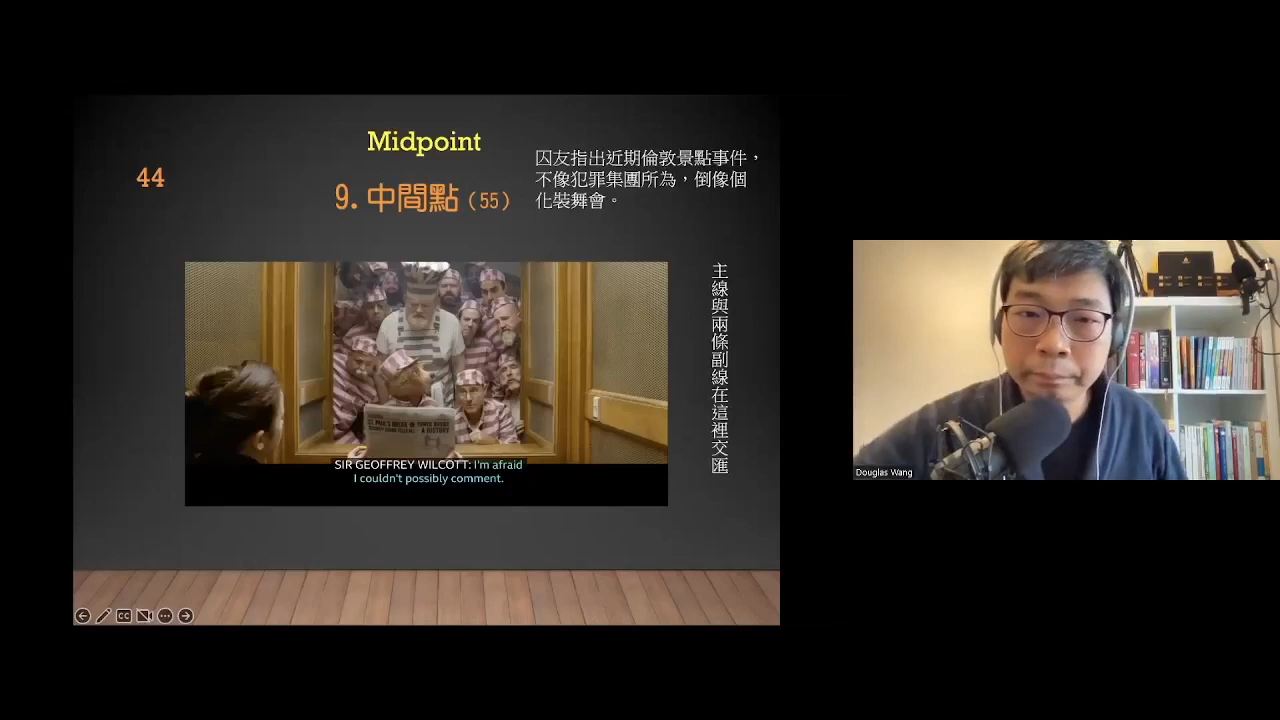 Midpoint
44
9. 中間點（55）
囚友指出近期倫敦景點事件，
不像犯罪集團所為，倒像個
化裝舞會。
主線與兩條副線在這裡交匯
SIR GEOFFREY WILCOTT: I'm afraid
I couldn't possibly comment.
CC
Douglas Wang